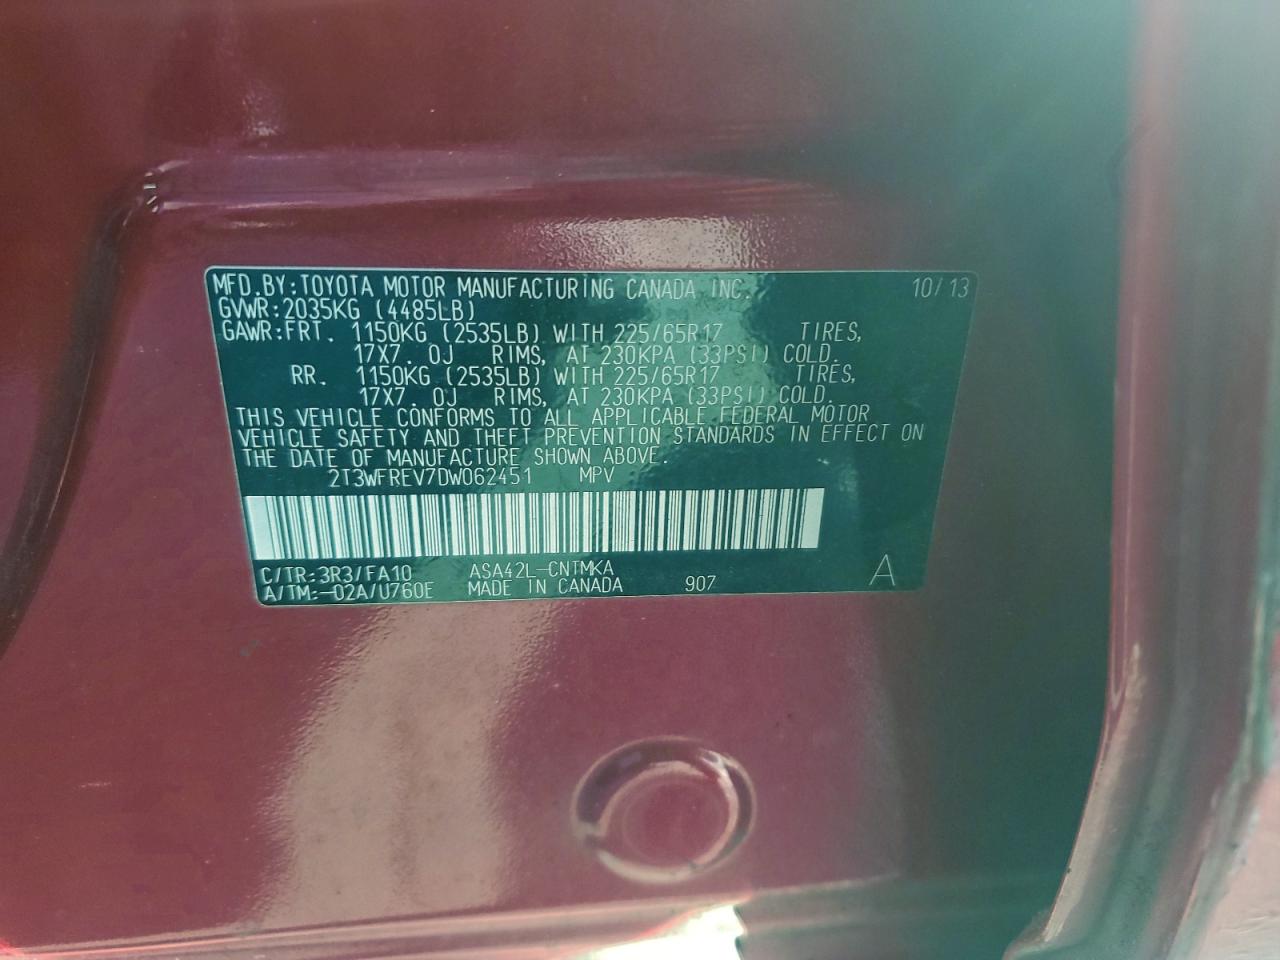 MFD.BY:TOYOTA MOTOR MANUFACTURING CANADA INC. 10/13
GVWR:2035KG (4485LB)
GAWR:FRT. 1150KG (2535LB) WITH 225/65R17 TIRES,
17X7. 0J RIMS, AT 230KPA (33PSI) COLD.
RR. 1150KG (2535LB) WITH 225/65R17 TIRES,
17X7. 0J RIMS, AT 230KPA (33PSI) COLD.
THIS VEHICLE CONFORMS TO ALL APPLICABLE FEDERAL MOTOR
VEHICLE SAFETY AND THEFT PREVENTION STANDARDS IN EFFECT ON
THE DATE OF MANUFACTURE SHOWN ABOVE.
2T3WFREV7DW062451 MPV
C/TR:3R3/FA10 ASA42L-CNTMKA
A/TM:-02A/U760E MADE IN CANADA 907 A